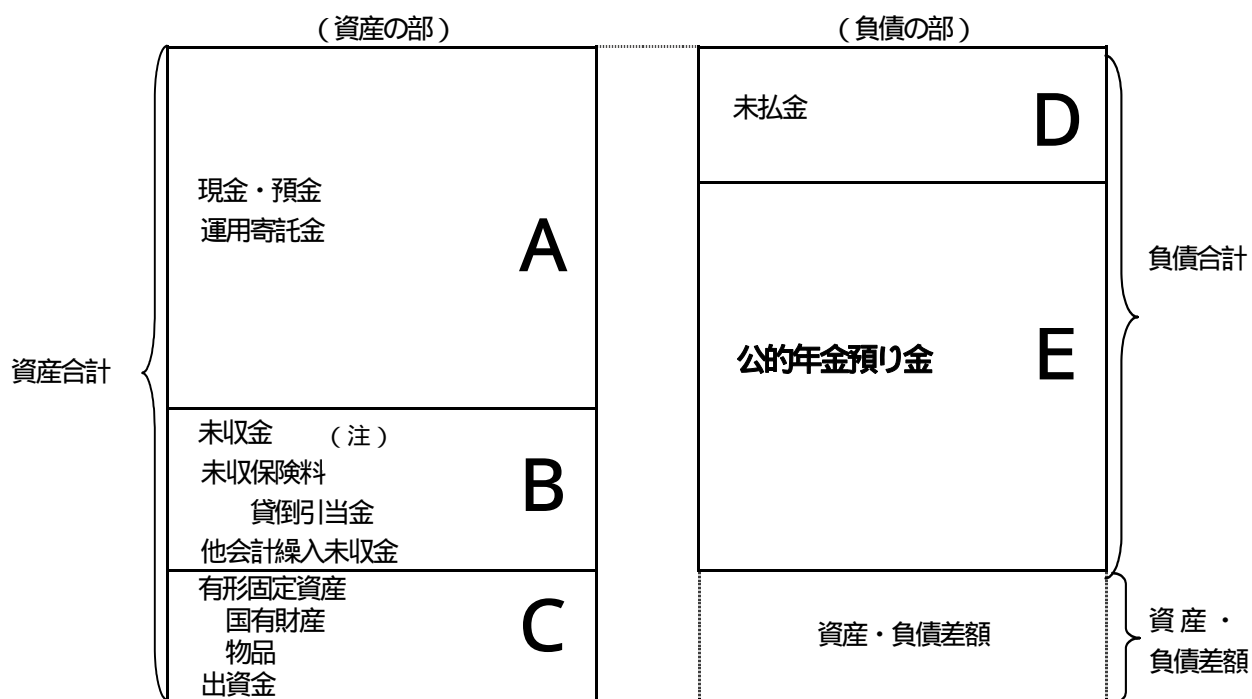 （資産の部）
（負債の部）
現金・預金
運用寄託金
A
未収金 （注）
未収保険料
貸倒引当金
他会計繰入未収金
B
有形固定資産
国有財産
物品
出資金
C
資産合計
未払金
D
公的年金預り金
E
負債合計
資産・負債差額
資 産 ・
負債差額